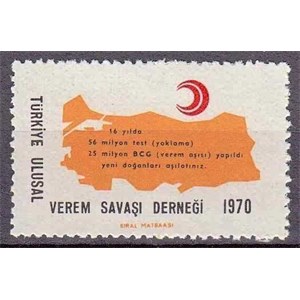 TÜRKİYE ULUSAL
16 yılda
56 milyon test (yoklama)
25 milyon BCG (verem aşısı) yapıldı
yeni doğanları aşılatınız.
VEREM SAVAŞI DERNEĞİ 1970
KIRAL MATBAASI